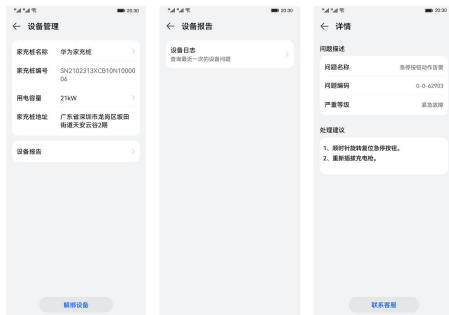 20:30
← 设备管理
家充桩名称 华为家充桩 >
家充桩编号 SN2102313XCB10N10000
06
用电容量 21kW >
家充桩地址 广东省深圳市龙岗区坂田
街道天安云谷2期
设备报告 >
解绑设备
20:30
← 设备报告
设备日志 >
查询最近一次的设备问题
20:30
← 详情
问题描述
问题名称 急停按钮动作告警
问题编码 0-0-62903
严重等级 紧急故障
处理建议
1、顺时针旋转复位急停按钮。
2、重新插拔充电枪。
联系客服